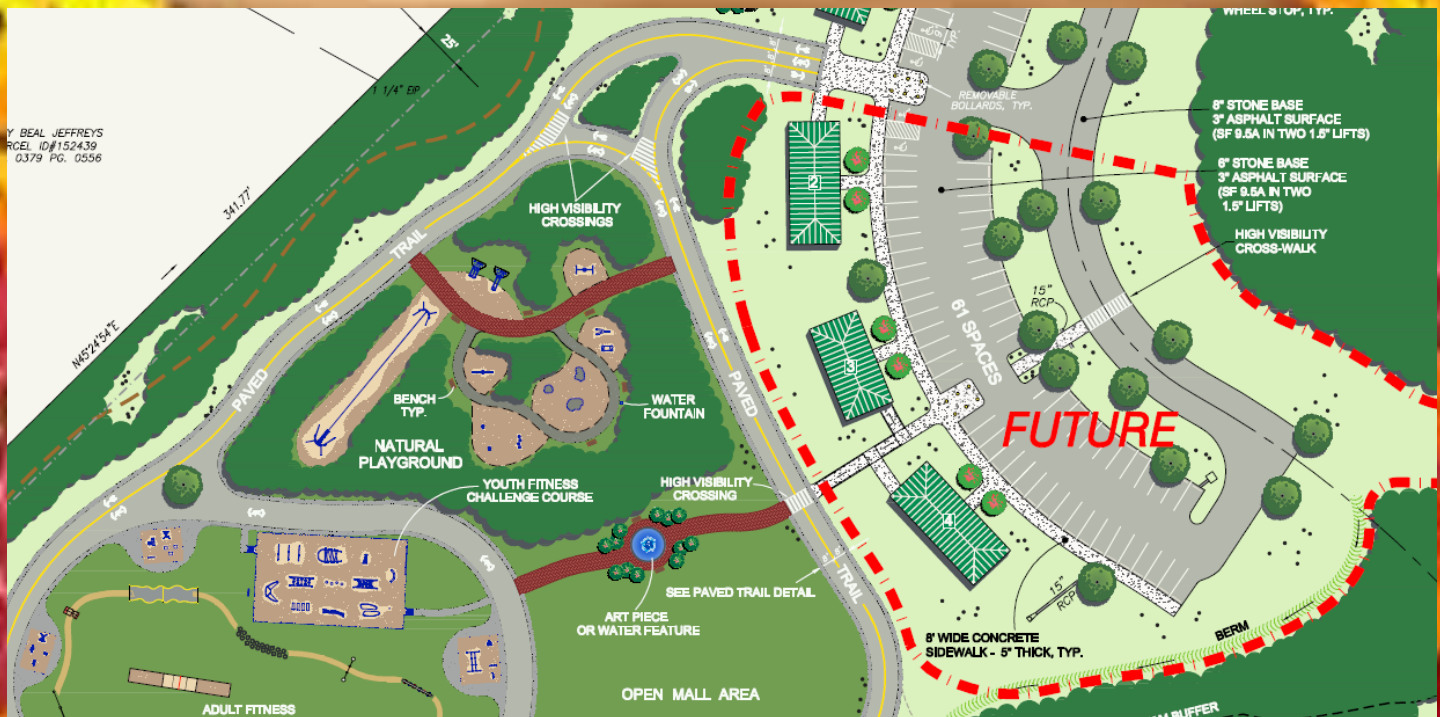 WHEEL STOP, TYP.
25'
1 1/4" EIP
REMOVABLE
BOLLARDS, TYP.
8" STONE BASE
3" ASPHALT SURFACE
(SF 9.5A IN TWO 1.5" LIFTS)
Y BEAL JEFFREYS
RCEL ID#152439
0379 PG. 0556
6" STONE BASE
3" ASPHALT SURFACE
(SF 9.5A IN TWO
1.5" LIFTS)
2
341.77'
HIGH VISIBILITY
CROSSINGS
HIGH VISIBILITY
CROSS-WALK
TRAIL
15"
RCP
N45°24'54"E
61 SPACES
3
PAVED
PAVED
BENCH
TYP.
WATER
FOUNTAIN
FUTURE
NATURAL
PLAYGROUND
YOUTH FITNESS
CHALLENGE COURSE
HIGH VISIBILITY
CROSSING
4
SEE PAVED TRAIL DETAIL
TRAIL
15"
RCP
ART PIECE
OR WATER FEATURE
8' WIDE CONCRETE
SIDEWALK - 5" THICK, TYP.
BERM
OPEN MALL AREA
ADULT FITNESS
BUFFER